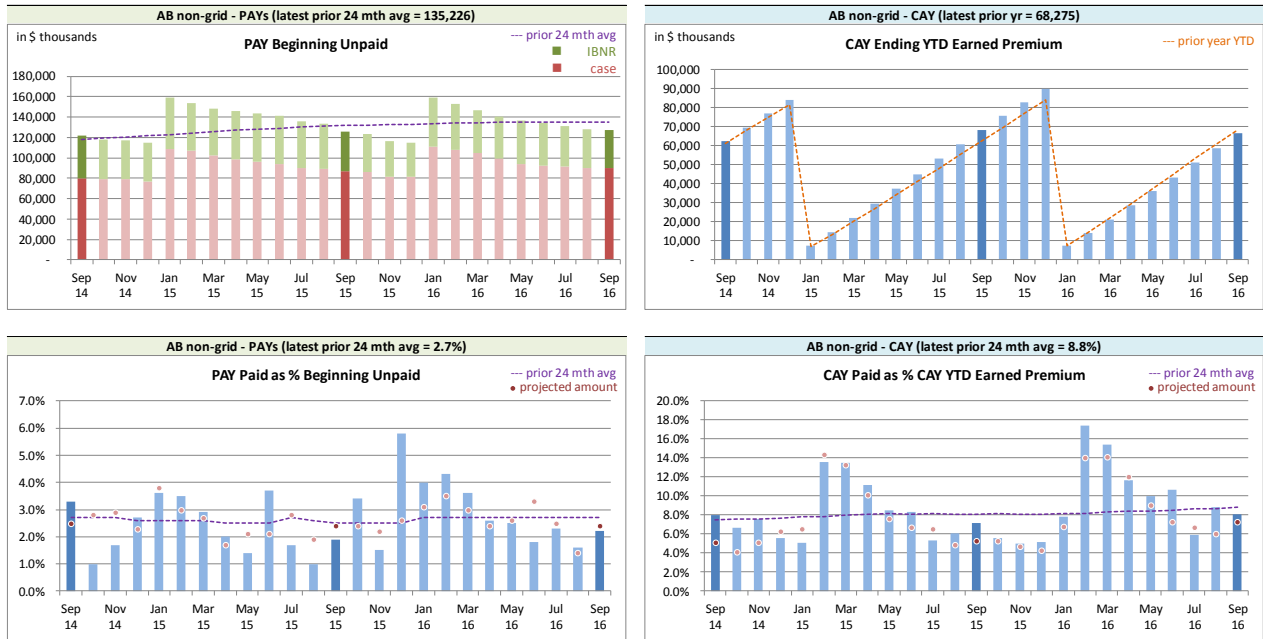 AB non-grid - PAYs (latest prior 24 mth avg = 135,226)
in $ thousands
PAY Beginning Unpaid
--- prior 24 mth avg
IBNR
case
180,000
160,000
140,000
120,000
100,000
80,000
60,000
40,000
20,000
-
Sep Nov Jan Mar May Jul Sep Nov Jan Mar May Jul Sep
14 14 15 15 15 15 15 15 16 16 16 16 16
AB non-grid - CAY (latest prior yr = 68,275)
in $ thousands
CAY Ending YTD Earned Premium
--- prior year YTD
100,000
90,000
80,000
70,000
60,000
50,000
40,000
30,000
20,000
10,000
-
Sep Nov Jan Mar May Jul Sep Nov Jan Mar May Jul Sep
14 14 15 15 15 15 15 15 16 16 16 16 16
AB non-grid - PAYs (latest prior 24 mth avg = 2.7%)
PAY Paid as % Beginning Unpaid
--- prior 24 mth avg
projected amount
7.0%
6.0%
5.0%
4.0%
3.0%
2.0%
1.0%
0.0%
Sep Nov Jan Mar May Jul Sep Nov Jan Mar May Jul Sep
14 14 15 15 15 15 15 15 16 16 16 16 16
AB non-grid - CAY (latest prior 24 mth avg = 8.8%)
CAY Paid as % CAY YTD Earned Premium
--- prior 24 mth avg
projected amount
20.0%
18.0%
16.0%
14.0%
12.0%
10.0%
8.0%
6.0%
4.0%
2.0%
0.0%
Sep Nov Jan Mar May Jul Sep Nov Jan Mar May Jul Sep
14 14 15 15 15 15 15 15 16 16 16 16 16